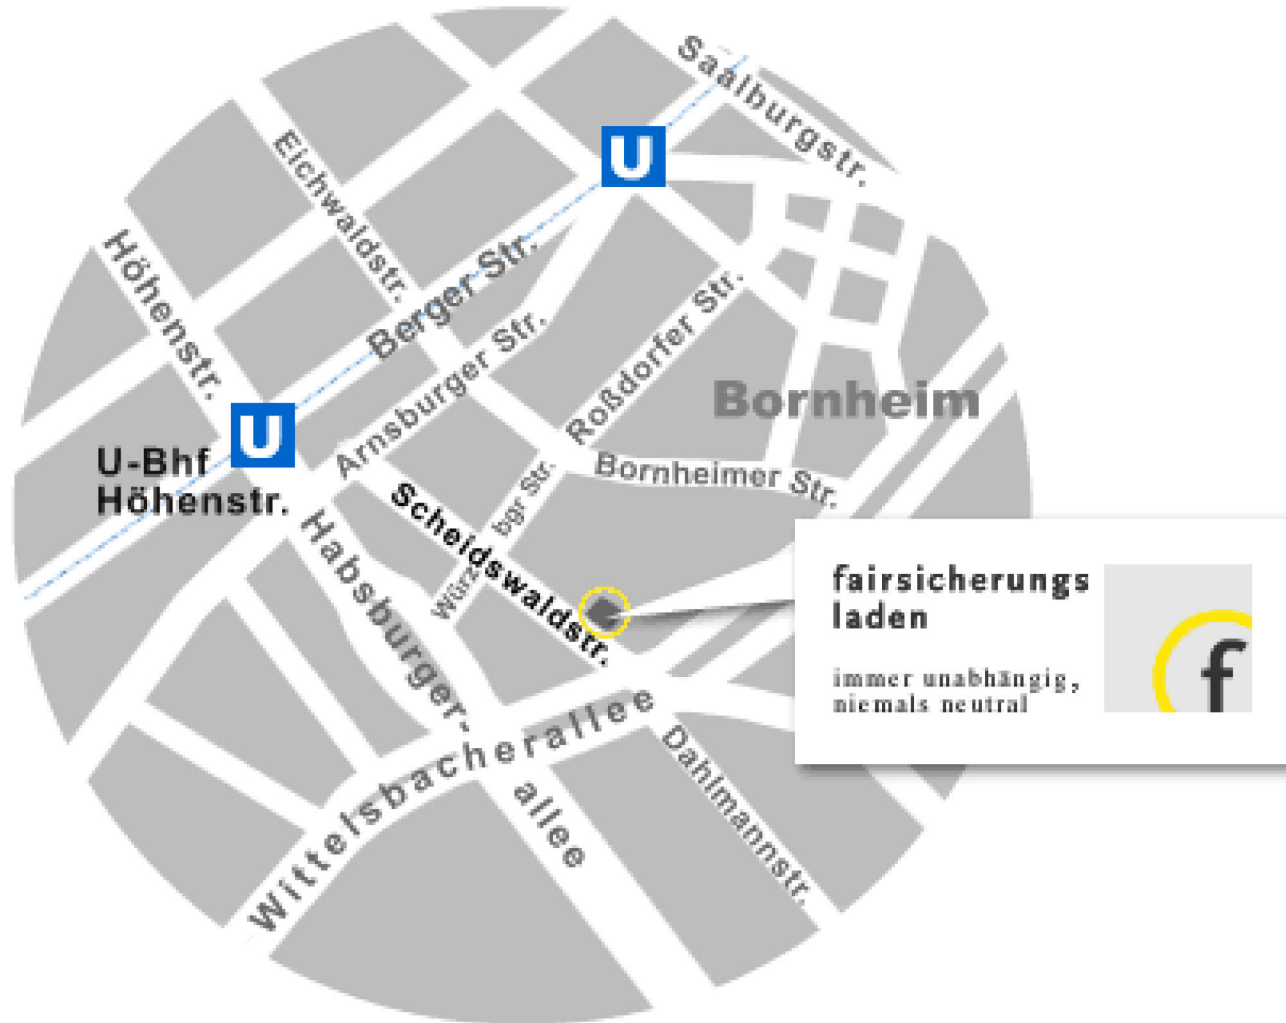 Saalburgstr.
U
Eichwaldstr.
Höhenstr.
Berger Str.
Arnsburger Str.
Roßdorfer Str.
Bornheim
U
U-Bhf
Höhenstr.
Bornheimer Str.
Scheidswaldstr.
Würzbgr Str.
Habsburger-
allee
Wittelsbacherallee
Dahlmannstr.
fairsicherungs
laden
immer unabhängig,
niemals neutral
f